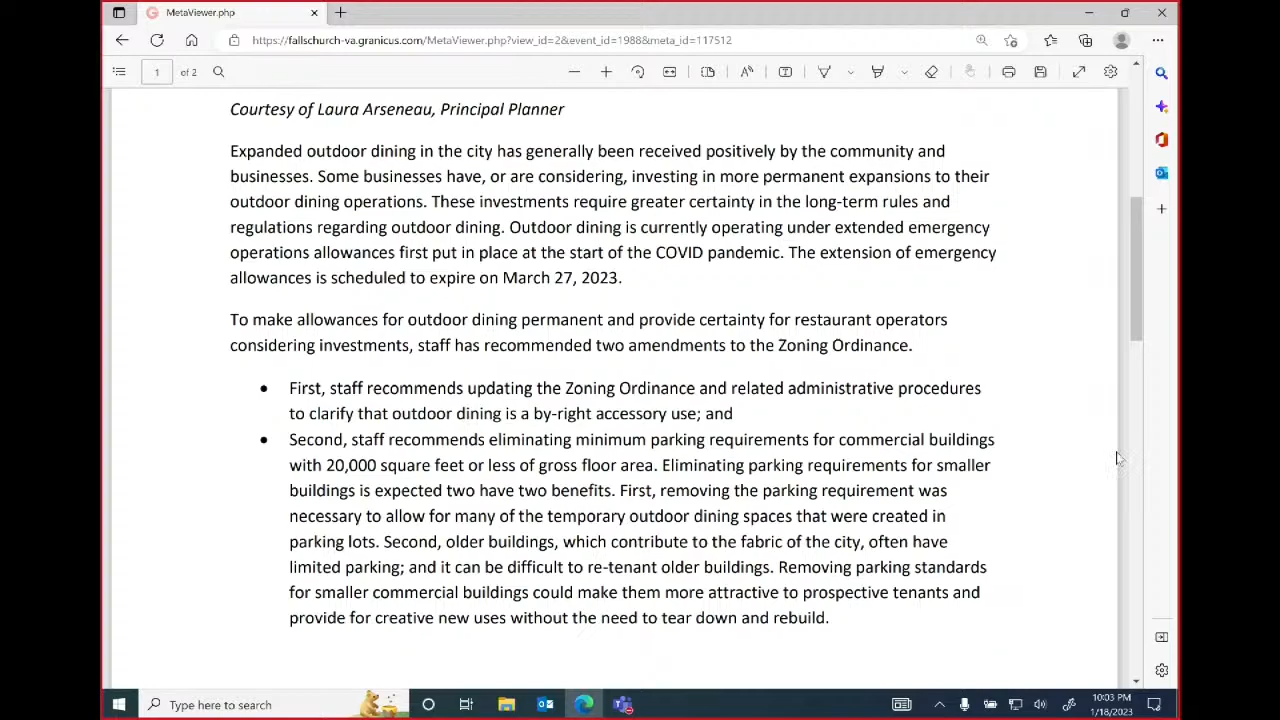 MetaViewer.php
https://fallschurch-va.granicus.com/MetaViewer.php?view_id=2&event_id=1988&meta_id=117512
1 of 2
Courtesy of Laura Arseneau, Principal Planner
Expanded outdoor dining in the city has generally been received positively by the community and
businesses. Some businesses have, or are considering, investing in more permanent expansions to their
outdoor dining operations. These investments require greater certainty in the long-term rules and
regulations regarding outdoor dining. Outdoor dining is currently operating under extended emergency
operations allowances first put in place at the start of the COVID pandemic. The extension of emergency
allowances is scheduled to expire on March 27, 2023.
To make allowances for outdoor dining permanent and provide certainty for restaurant operators
considering investments, staff has recommended two amendments to the Zoning Ordinance.
• First, staff recommends updating the Zoning Ordinance and related administrative procedures
to clarify that outdoor dining is a by-right accessory use; and
• Second, staff recommends eliminating minimum parking requirements for commercial buildings
with 20,000 square feet or less of gross floor area. Eliminating parking requirements for smaller
buildings is expected two have two benefits. First, removing the parking requirement was
necessary to allow for many of the temporary outdoor dining spaces that were created in
parking lots. Second, older buildings, which contribute to the fabric of the city, often have
limited parking; and it can be difficult to re-tenant older buildings. Removing parking standards
for smaller commercial buildings could make them more attractive to prospective tenants and
provide for creative new uses without the need to tear down and rebuild.
Type here to search
10:03 PM
1/18/2023